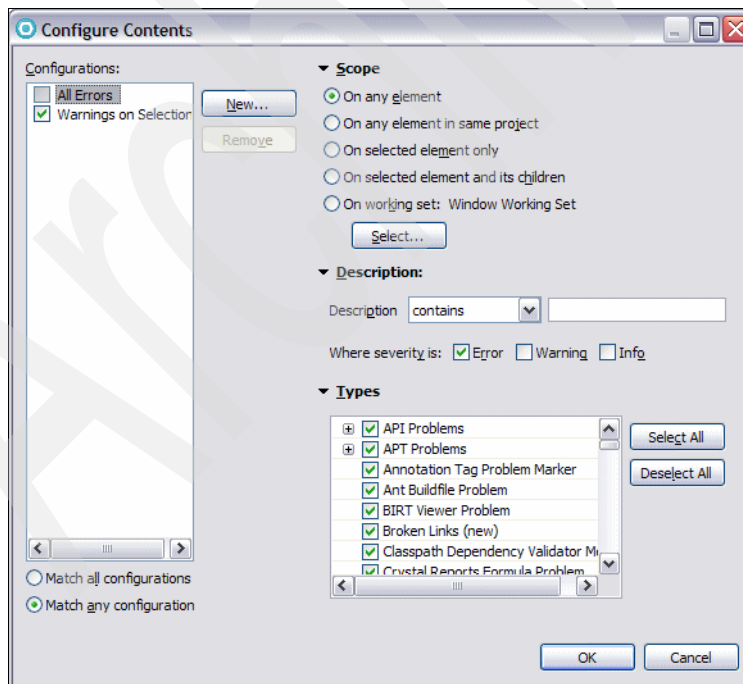 Configure Contents
Configurations:
All Errors
Warnings on Selection
New...
Remove
Match all configurations
Match any configuration
Scope
On any element
On any element in same project
On selected element only
On selected element and its children
On working set: Window Working Set
Select...
Description:
Description contains
Where severity is: Error Warning Info
Types
API Problems
APT Problems
Annotation Tag Problem Marker
Ant Buildfile Problem
BIRT Viewer Problem
Broken Links (new)
Classpath Dependency Validator
Crystal Reports Formula Problem
Select All
Deselect All
OK
Cancel